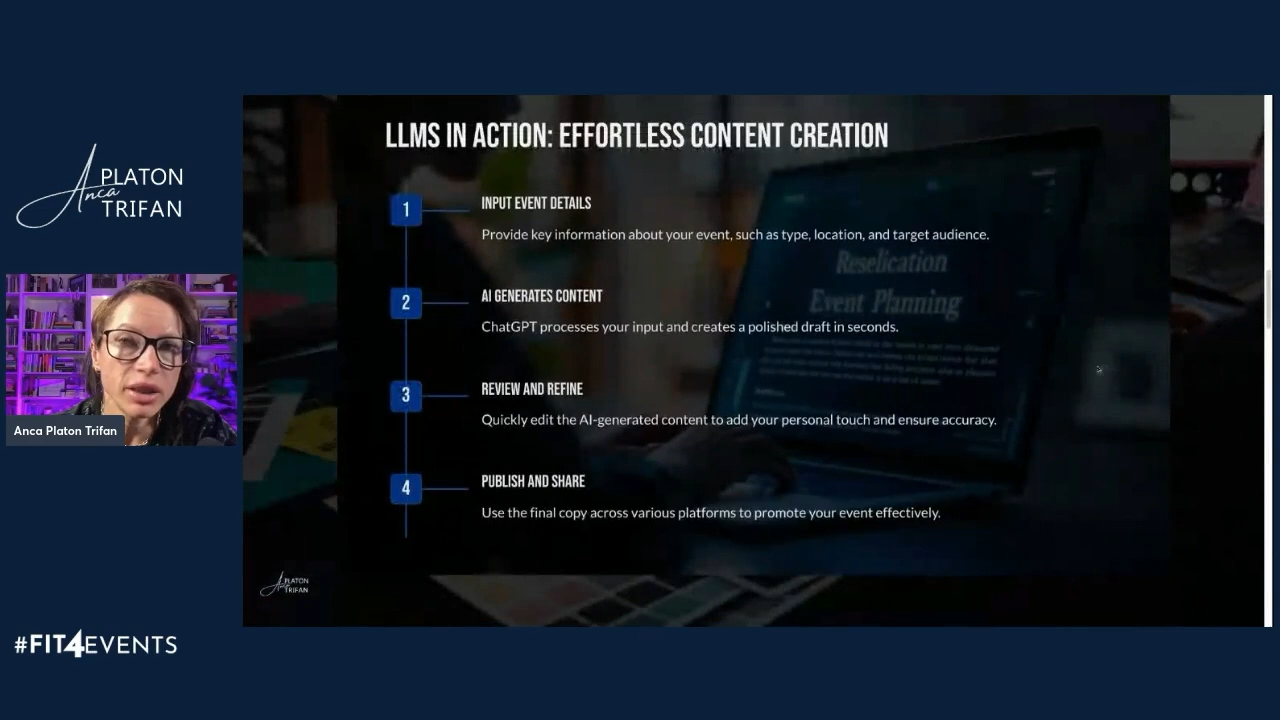 LLMS IN ACTION: EFFORTLESS CONTENT CREATION
1
INPUT EVENT DETAILS
Provide key information about your event, such as type, location, and target audience.
2
AI GENERATES CONTENT
ChatGPT processes your input and creates a polished draft in seconds.
3
REVIEW AND REFINE
Quickly edit the AI-generated content to add your personal touch and ensure accuracy.
4
PUBLISH AND SHARE
Use the final copy across various platforms to promote your event effectively.
Reselication
Event Planning
PLATON
Anca
TRIFAN
Anca Platon Trifan
#FIT4EVENTS
PLATON
TRIFAN